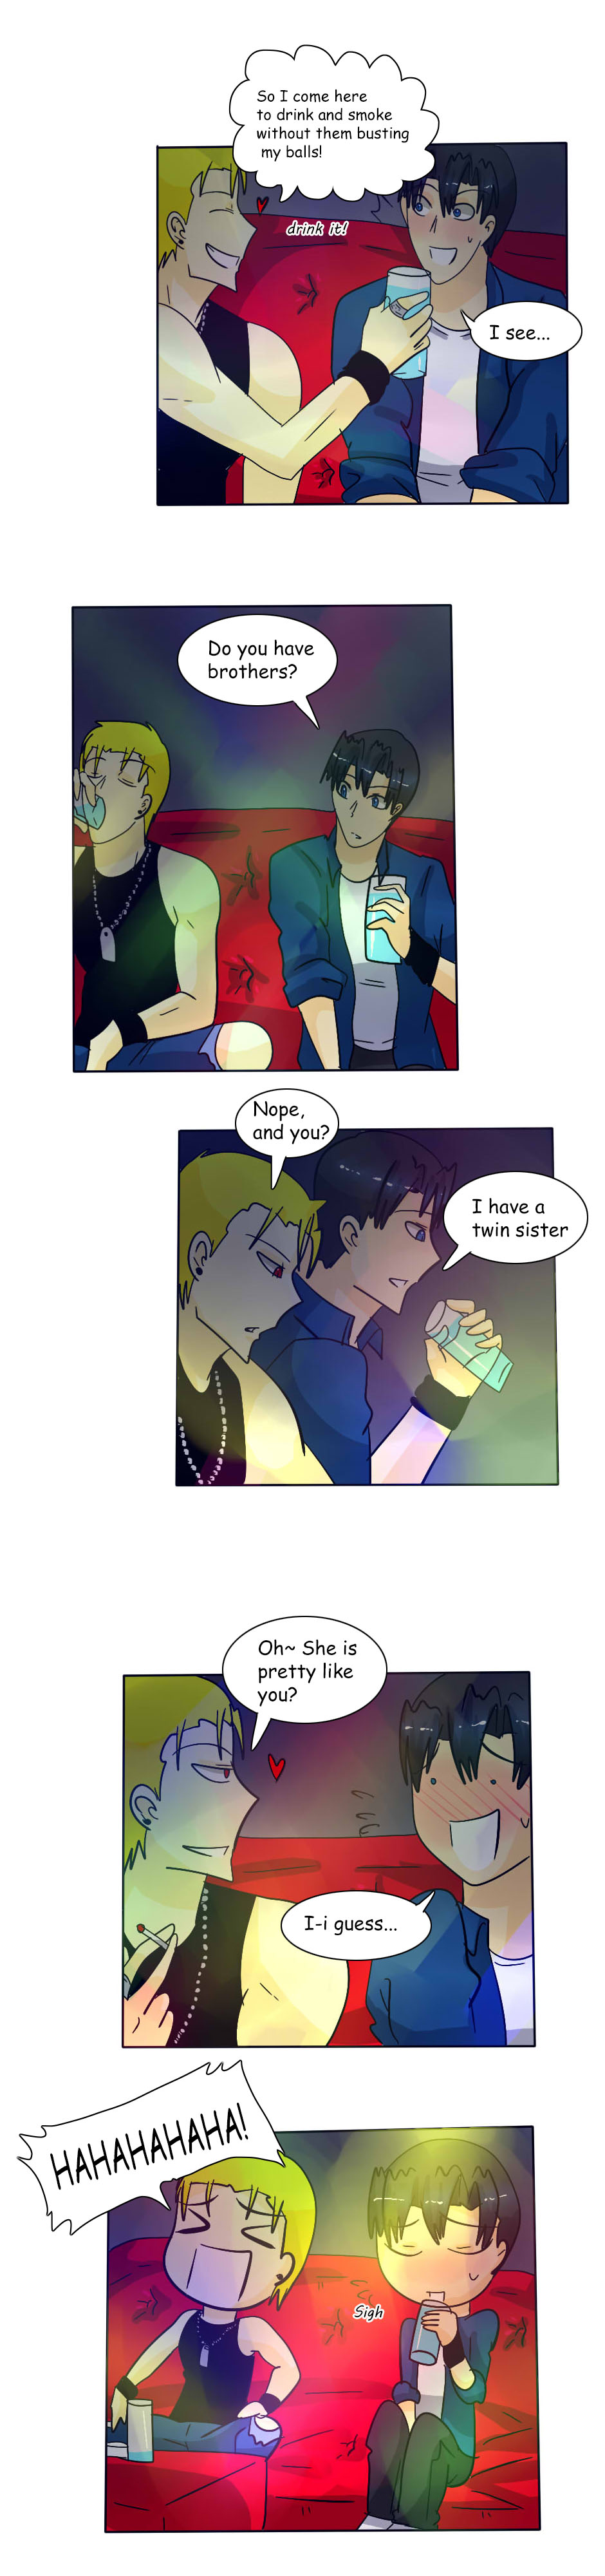 So I come here
to drink and smoke
without them busting
my balls!
drink it!
I see...
Do you have
brothers?
Nope,
and you?
I have a
twin sister
Oh~ She is
pretty like
you?
I-i guess...
HAHAHAHAHA!
Sigh